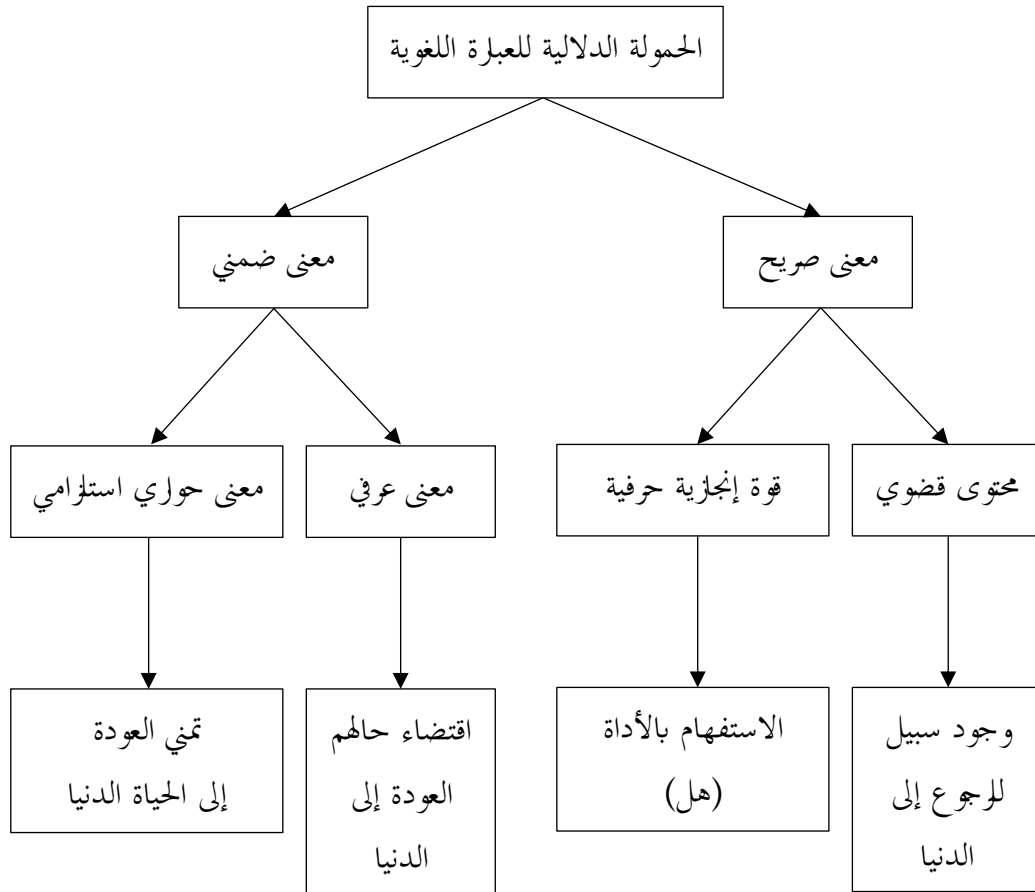 الحمولة الدلالية للعبارة اللغوية
معنى صريح
معنى ضمني
محتوى قضوي
قوة إنجازية حرفية
معنى عرفي
معنى حواري استلزامي
وجود سبيل
للرجوع إلى
الدنيا
الاستفهام بالأداة
(هل)
اقتضاء حالهم
العودة إلى
الدنيا
تمني العودة
إلى الحياة الدنيا